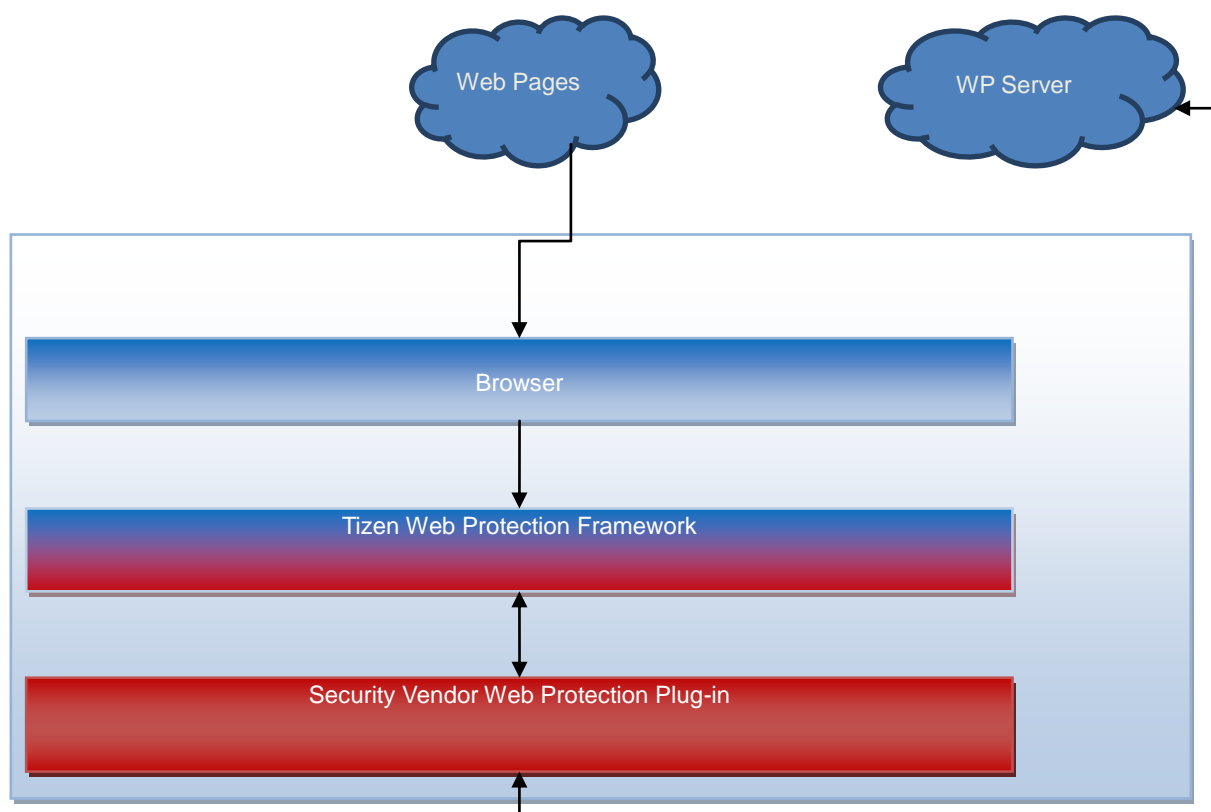 Web Pages
WP Server
Browser
Tizen Web Protection Framework
Security Vendor Web Protection Plug-in